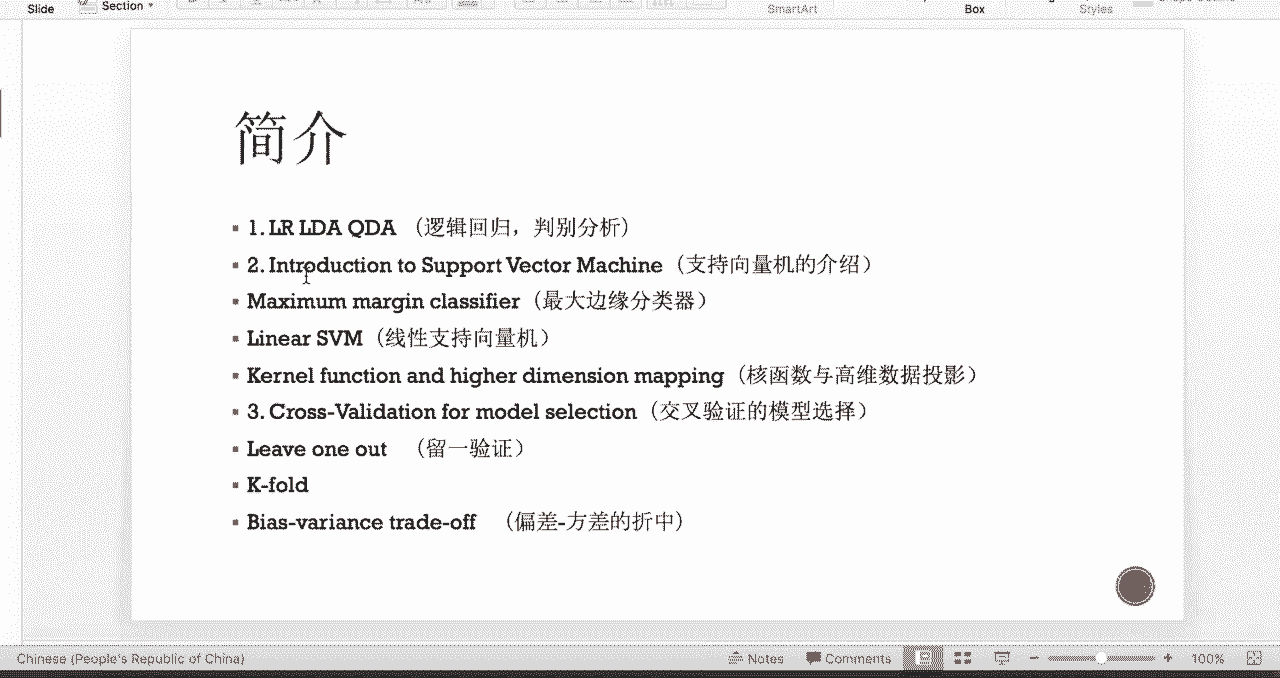 Slide
Section
SmartArt
Box
Styles
简介
1. LR LDA QDA （逻辑回归，判别分析）
2. Introduction to Support Vector Machine（支持向量机的介绍）
Maximum margin classifier（最大边缘分类器）
Linear SVM（线性支持向量机）
Kernel function and higher dimension mapping（核函数与高维数据投影）
3. Cross-Validation for model selection（交叉验证的模型选择）
Leave one out （留一验证）
K-fold
Bias-variance trade-off （偏差-方差的折中）
Chinese (People's Republic of China)
Notes
Comments
100%